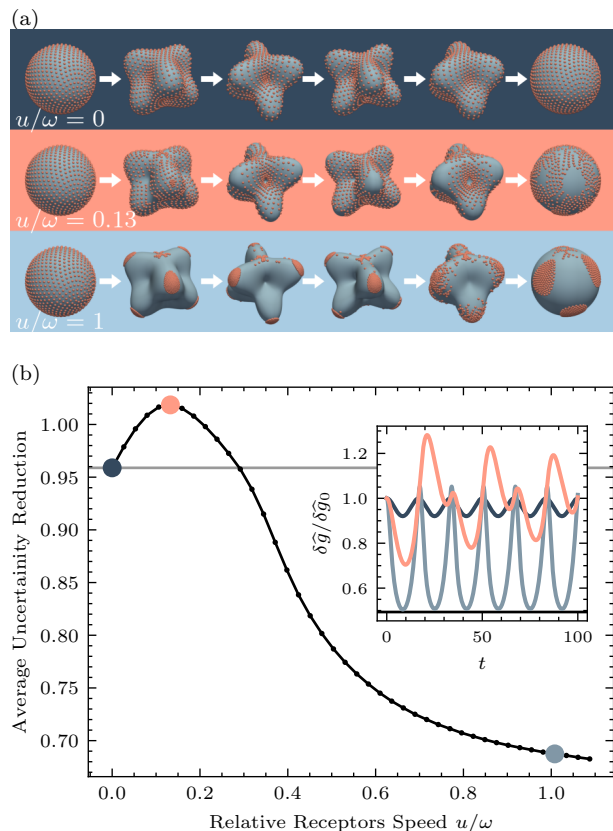 (a)
u/ω = 0
u/ω = 0.13
u/ω = 1
(b)
Average Uncertainity Reduction
1.00
0.95
0.90
0.85
0.80
0.75
0.70
0.0 0.2 0.4 0.6 0.8 1.0
Relative Receptors Speed u/ω
δĝ/δĝ0
1.2
1.0
0.8
0.6
0 50 100
t